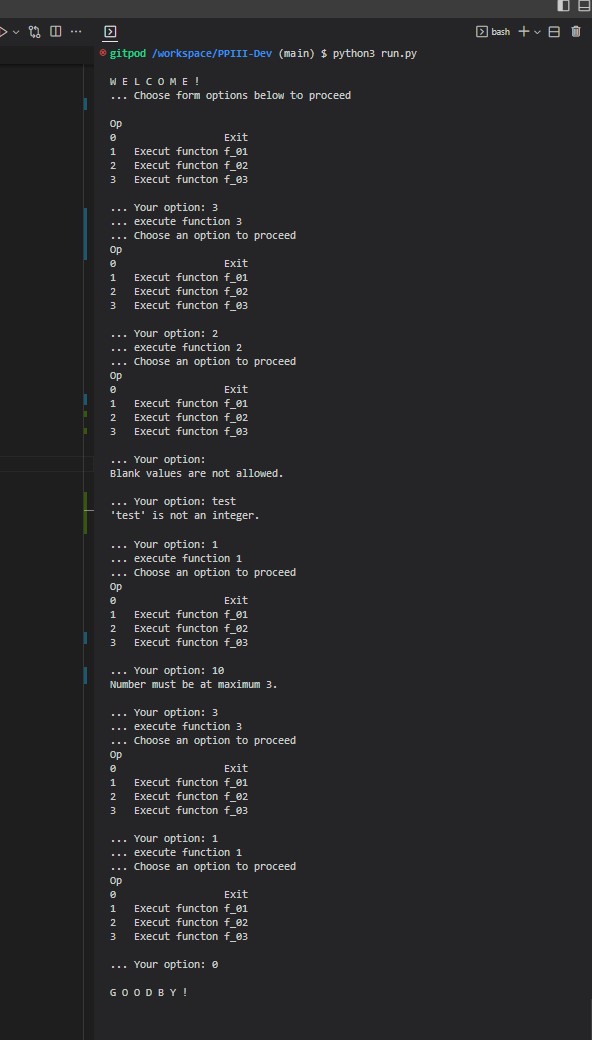 bash
gitpod /workspace/PPIII-Dev (main) $ python3 run.py
W E L C O M E !
... Choose form options below to proceed
Op
0                  Exit
1   Execut functon f_01
2   Execut functon f_02
3   Execut functon f_03
... Your option: 3
... execute function 3
... Choose an option to proceed
Op
0                  Exit
1   Execut functon f_01
2   Execut functon f_02
3   Execut functon f_03
... Your option: 2
... execute function 2
... Choose an option to proceed
Op
0                  Exit
1   Execut functon f_01
2   Execut functon f_02
3   Execut functon f_03
... Your option:
Blank values are not allowed.
... Your option: test
'test' is not an integer.
... Your option: 1
... execute function 1
... Choose an option to proceed
Op
0                  Exit
1   Execut functon f_01
2   Execut functon f_02
3   Execut functon f_03
... Your option: 10
Number must be at maximum 3.
... Your option: 3
... execute function 3
... Choose an option to proceed
Op
0                  Exit
1   Execut functon f_01
2   Execut functon f_02
3   Execut functon f_03
... Your option: 1
... execute function 1
... Choose an option to proceed
Op
0                  Exit
1   Execut functon f_01
2   Execut functon f_02
3   Execut functon f_03
... Your option: 0
G O O D B Y !